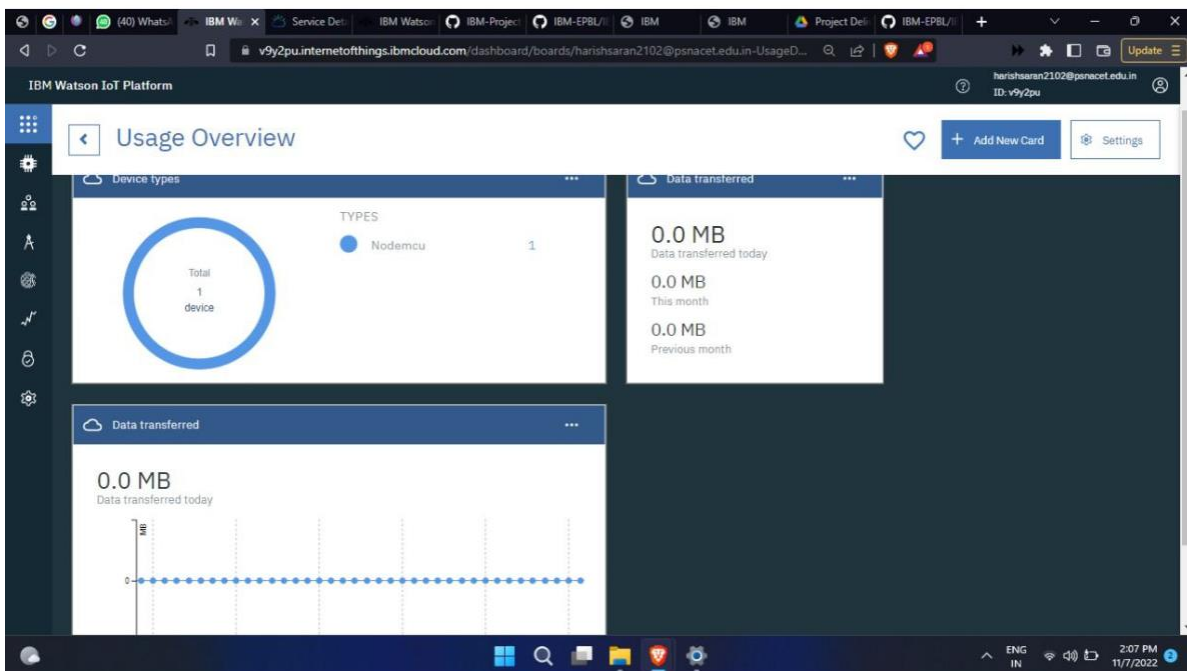 (40) WhatsA
IBM Wa
Service Det
IBM Watson
IBM-Project
IBM-EPBL/I
IBM
IBM
Project Deli
IBM-EPBL/I
v9y2pu.internetofthings.ibmcloud.com/dashboard/boards/harishsaran2102@psnacet.edu.in-UsageD...
Update
IBM Watson IoT Platform
harishsaran2102@psnacet.edu.in
ID: v9y2pu
Usage Overview
+ Add New Card
Settings
Device types
Data transferred
TYPES
Nodemcu 1
Total
1
device
0.0 MB
Data transferred today
0.0 MB
This month
0.0 MB
Previous month
Data transferred
0.0 MB
Data transferred today
MB
0
ENG
IN
2:07 PM
11/7/2022
2